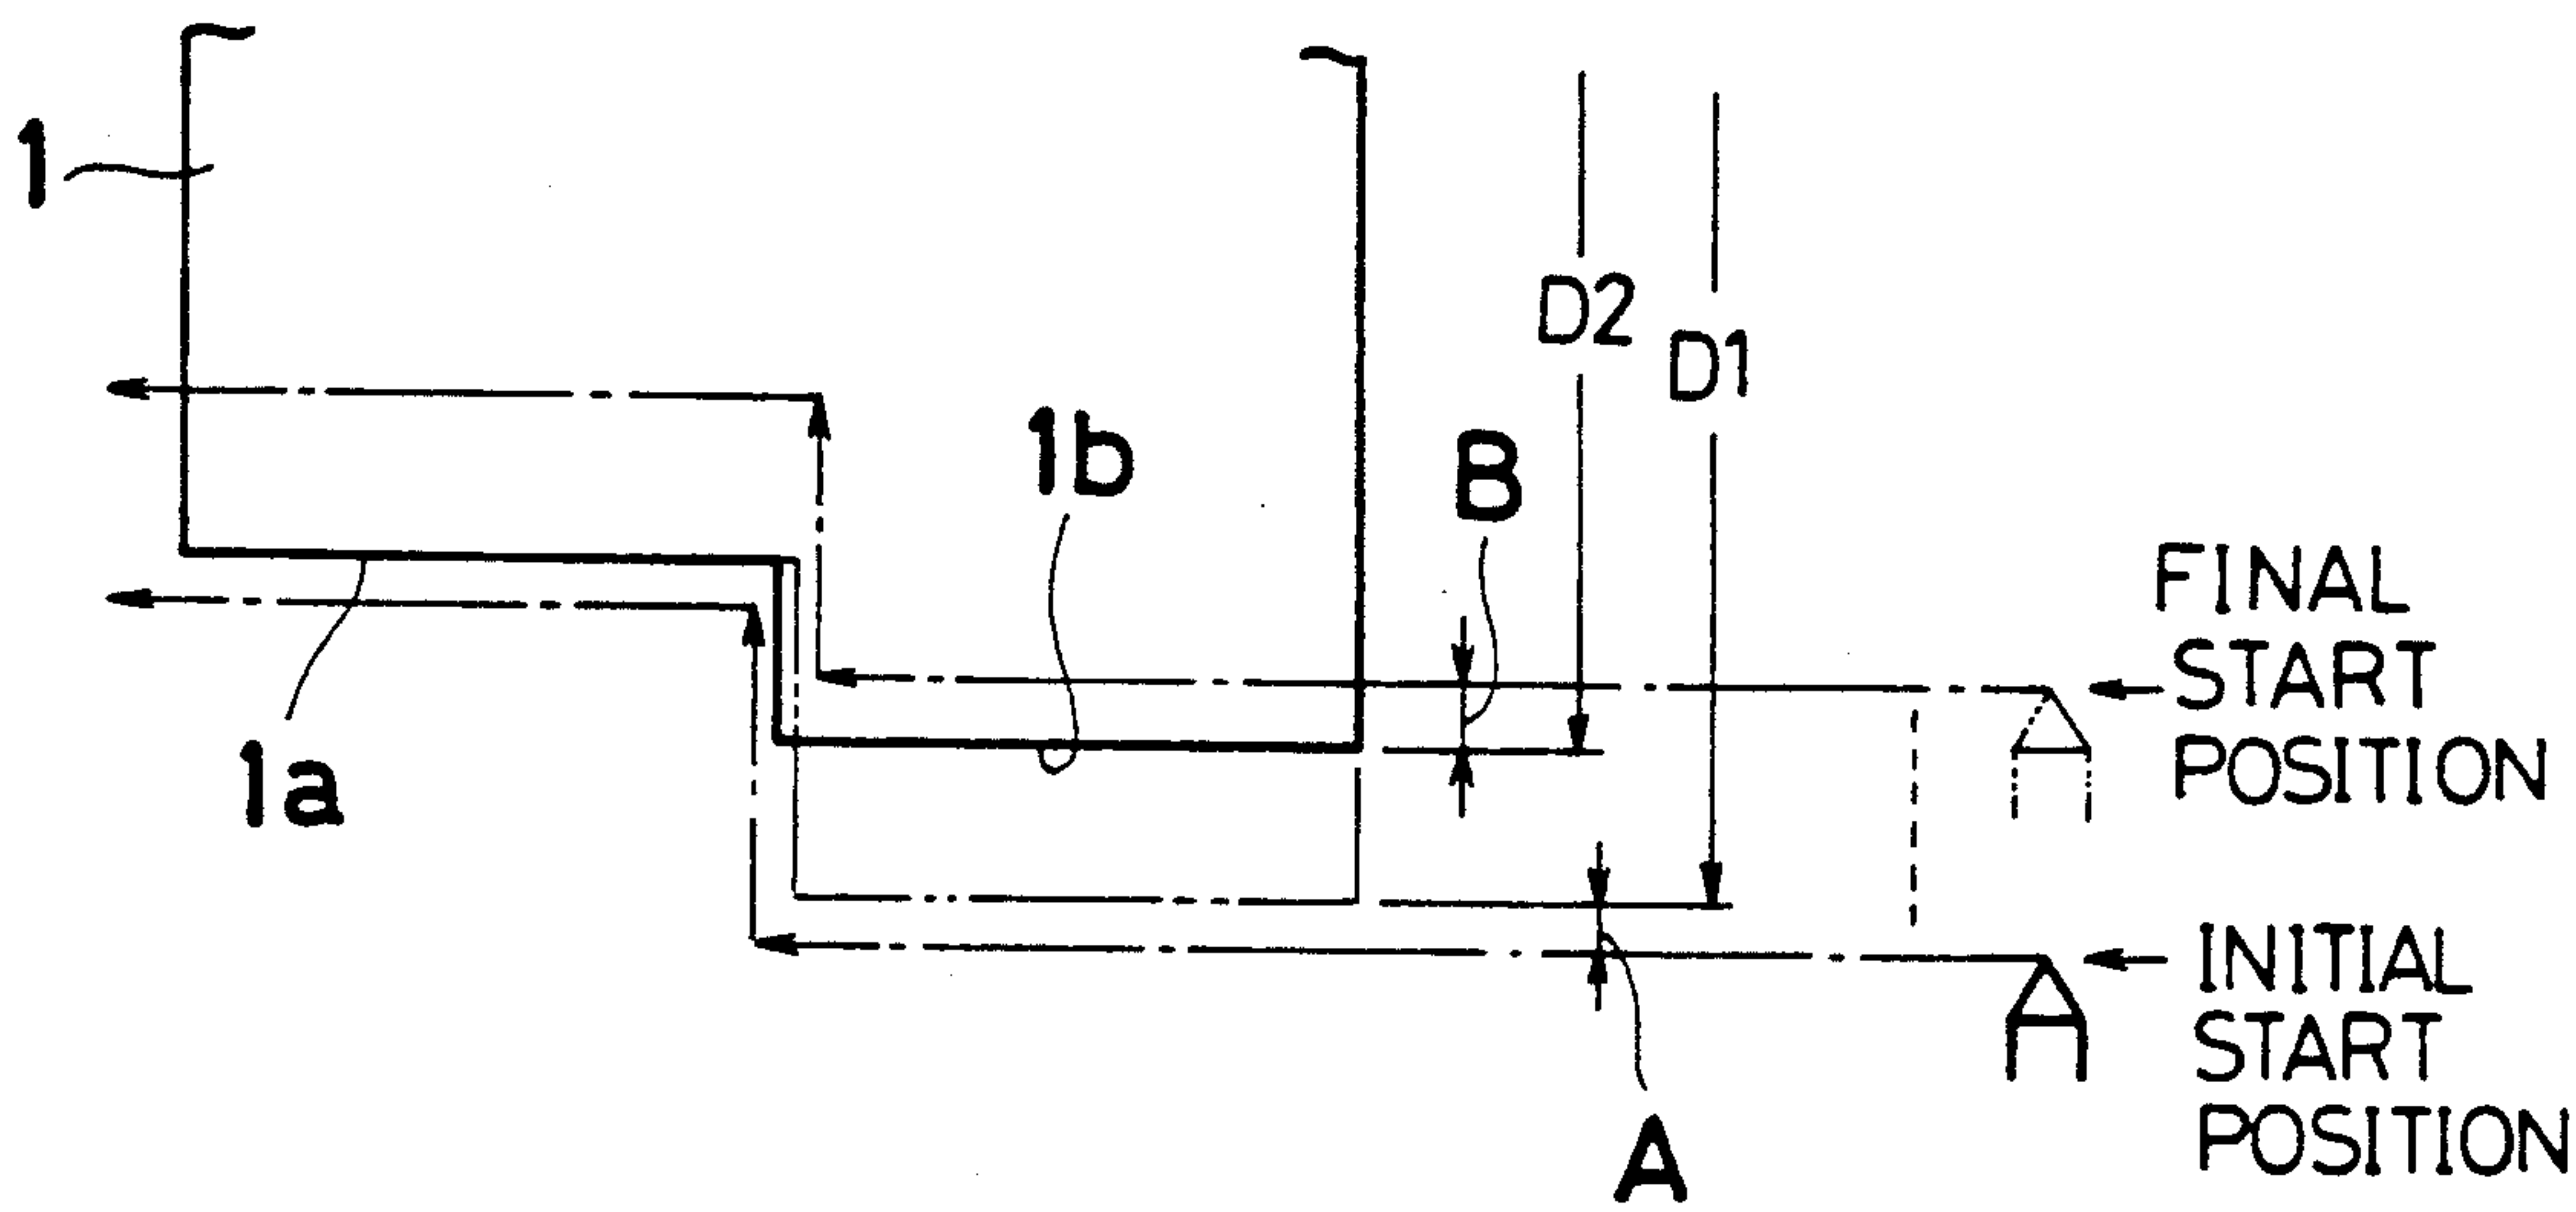 1
D2
D1
1b
B
1a
FINAL
START
POSITION
INITIAL
START
POSITION
A